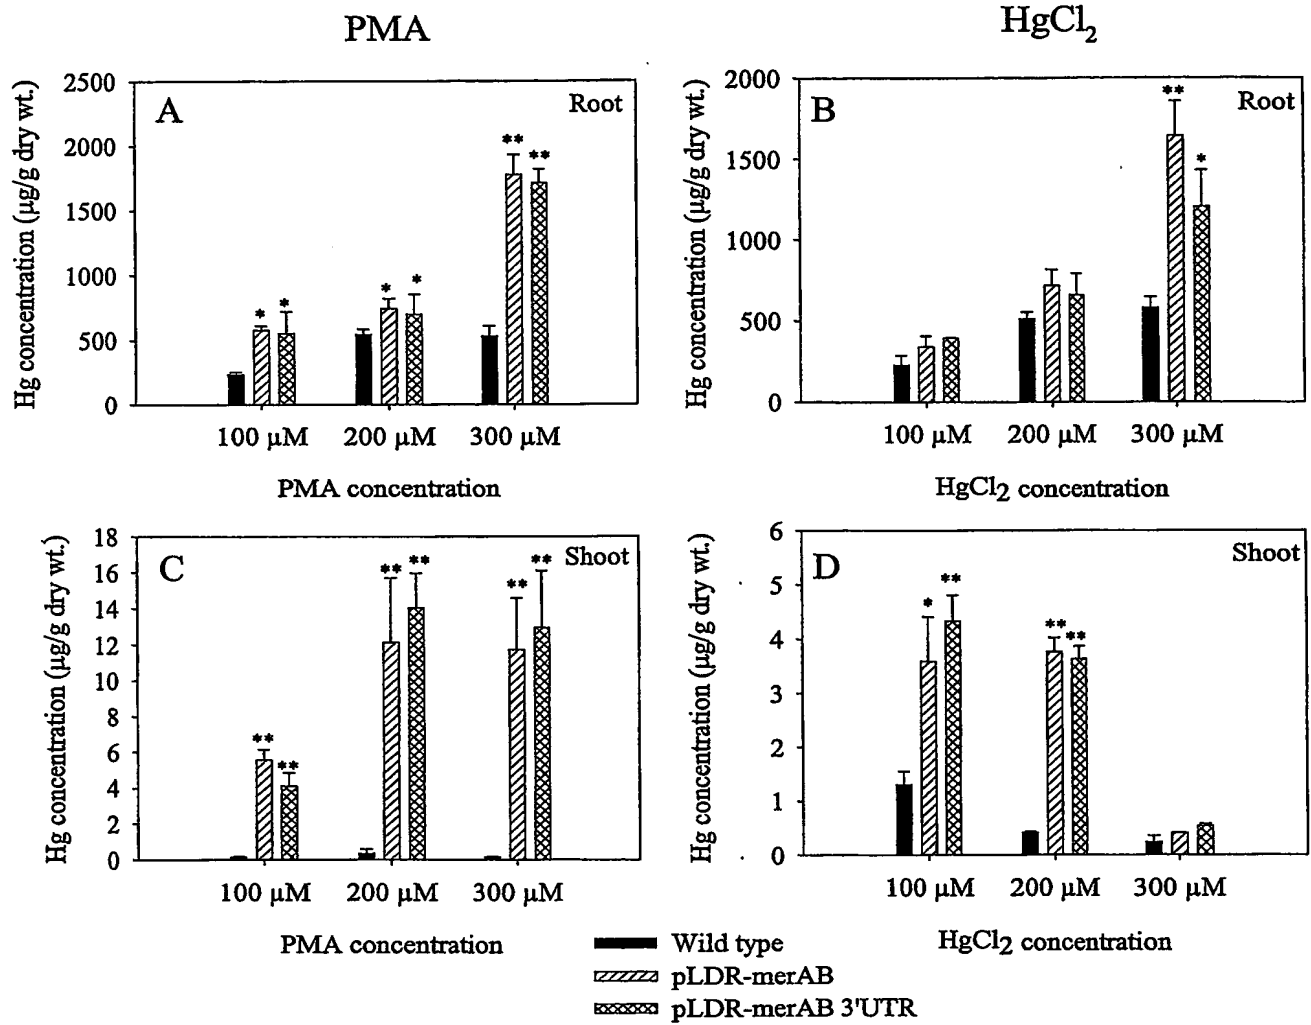 PMA
HgCl2
Hg concentration (µg/g dry wt.)
2500
2000
1500
1000
500
0
A
Root
* * * * ** **
100 µM 200 µM 300 µM
PMA concentration
Hg concentration (µg/g dry wt.)
2000
1500
1000
500
0
B
Root
** *
100 µM 200 µM 300 µM
HgCl2 concentration
Hg concentration (µg/g dry wt.)
18
16
14
12
10
8
6
4
2
0
C
Shoot
** ** ** ** ** **
100 µM 200 µM 300 µM
PMA concentration
Hg concentration (µg/g dry wt.)
6
5
4
3
2
1
0
D
Shoot
* ** ** **
100 µM 200 µM 300 µM
HgCl2 concentration
Wild type
pLDR-merAB
pLDR-merAB 3'UTR